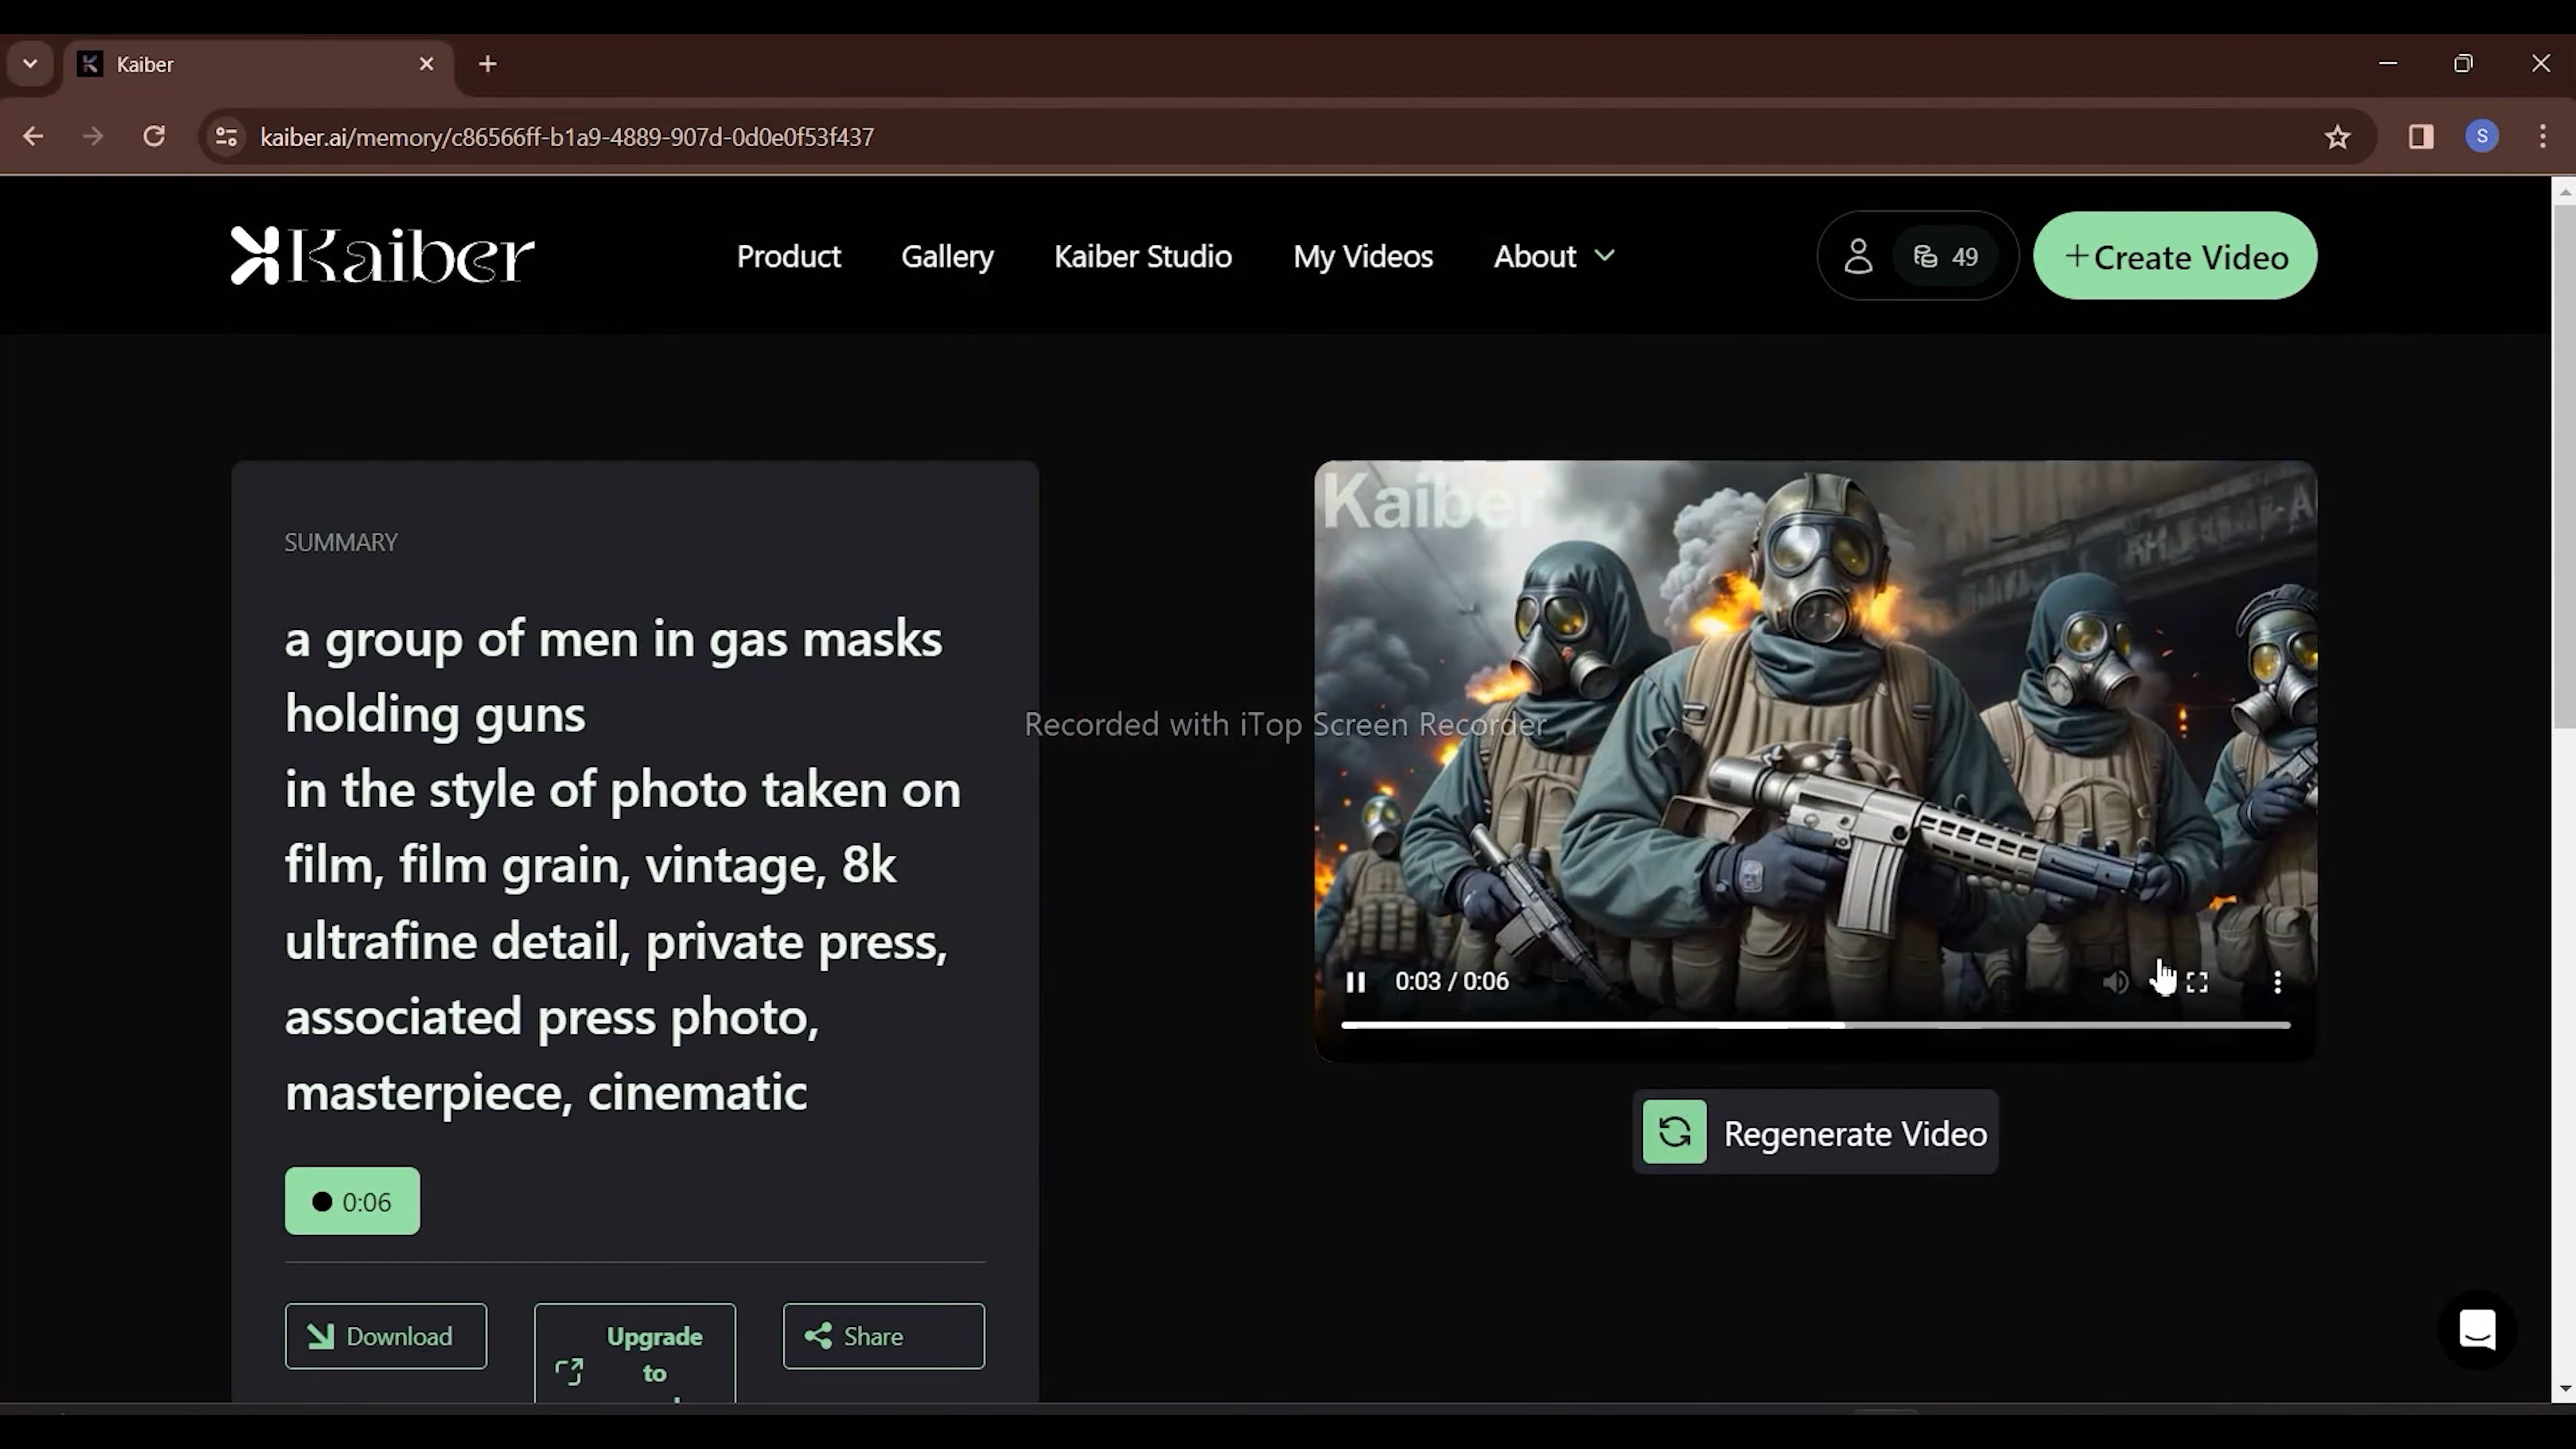 Kaiber
kaiber.ai/memory/c86566ff-b1a9-4889-907d-0d0e0f53f437
S
Kaiber
Product
Gallery
Kaiber Studio
My Videos
About
49
+Create Video
SUMMARY
a group of men in gas masks
holding guns
in the style of photo taken on
film, film grain, vintage, 8k
ultrafine detail, private press,
associated press photo,
masterpiece, cinematic
0:06
Download
Upgrade
to
Share
Kaiber
Recorded with iTop Screen Recorder
0:03 / 0:06
Regenerate Video